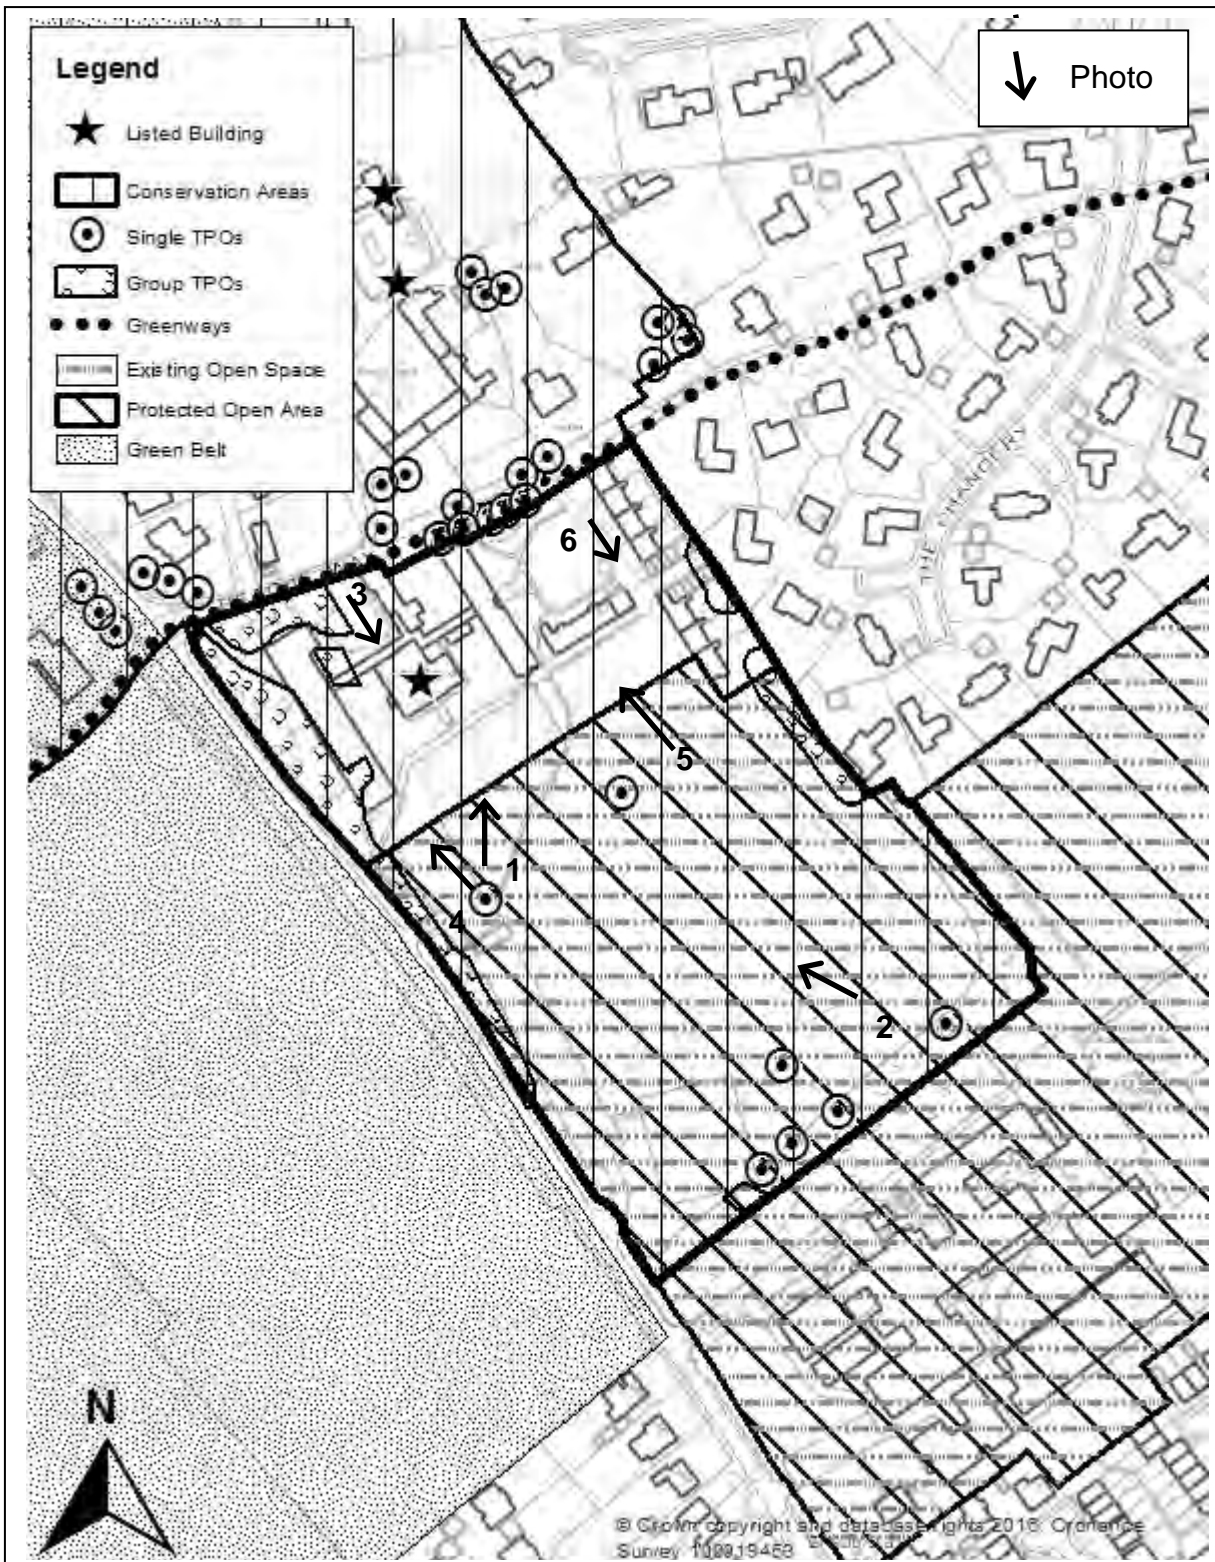 Legend
Listed Building
Conservation Areas
Single TPOs
Group TPOs
Greenways
Existing Open Space
Protected Open Area
Green Belt
Photo
THE CHANCERY
6
3
5
1
4
2
N
© Crown copyright and database rights 2016. Ordnance
Survey